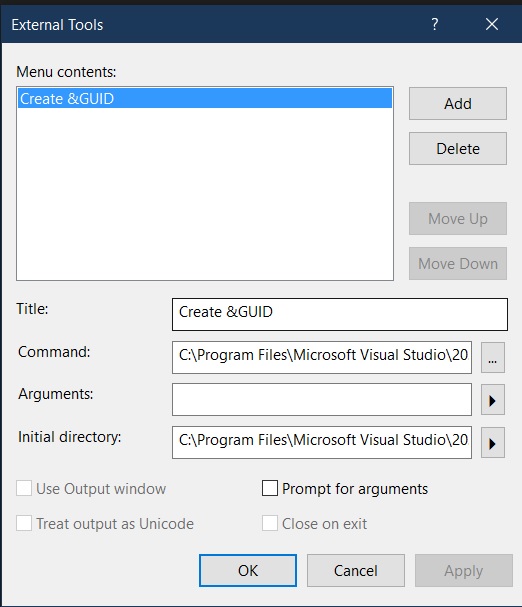 External Tools
?
Menu contents:
Create &GUID
Add
Delete
Move Up
Move Down
Title:
Create &GUID
Command:
C:\Program Files\Microsoft Visual Studio\20
...
Arguments:
Initial directory:
C:\Program Files\Microsoft Visual Studio\20
Use Output window
Prompt for arguments
Treat output as Unicode
Close on exit
OK
Cancel
Apply